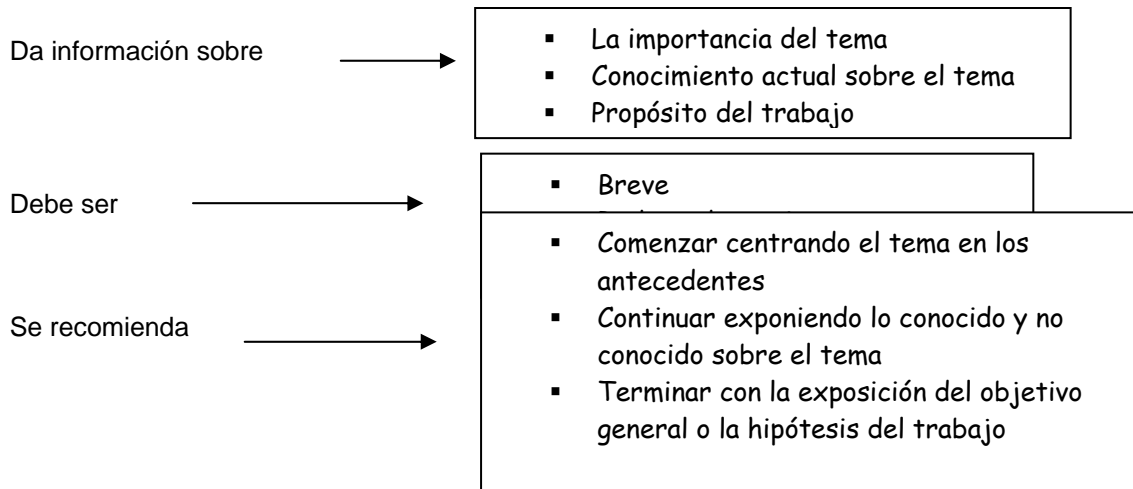 Da información sobre
▪ La importancia del tema
▪ Conocimiento actual sobre el tema
▪ Propósito del trabajo
Debe ser
▪ Breve
Se recomienda
▪ Comenzar centrando el tema en los
antecedentes
▪ Continuar exponiendo lo conocido y no
conocido sobre el tema
▪ Terminar con la exposición del objetivo
general o la hipótesis del trabajo